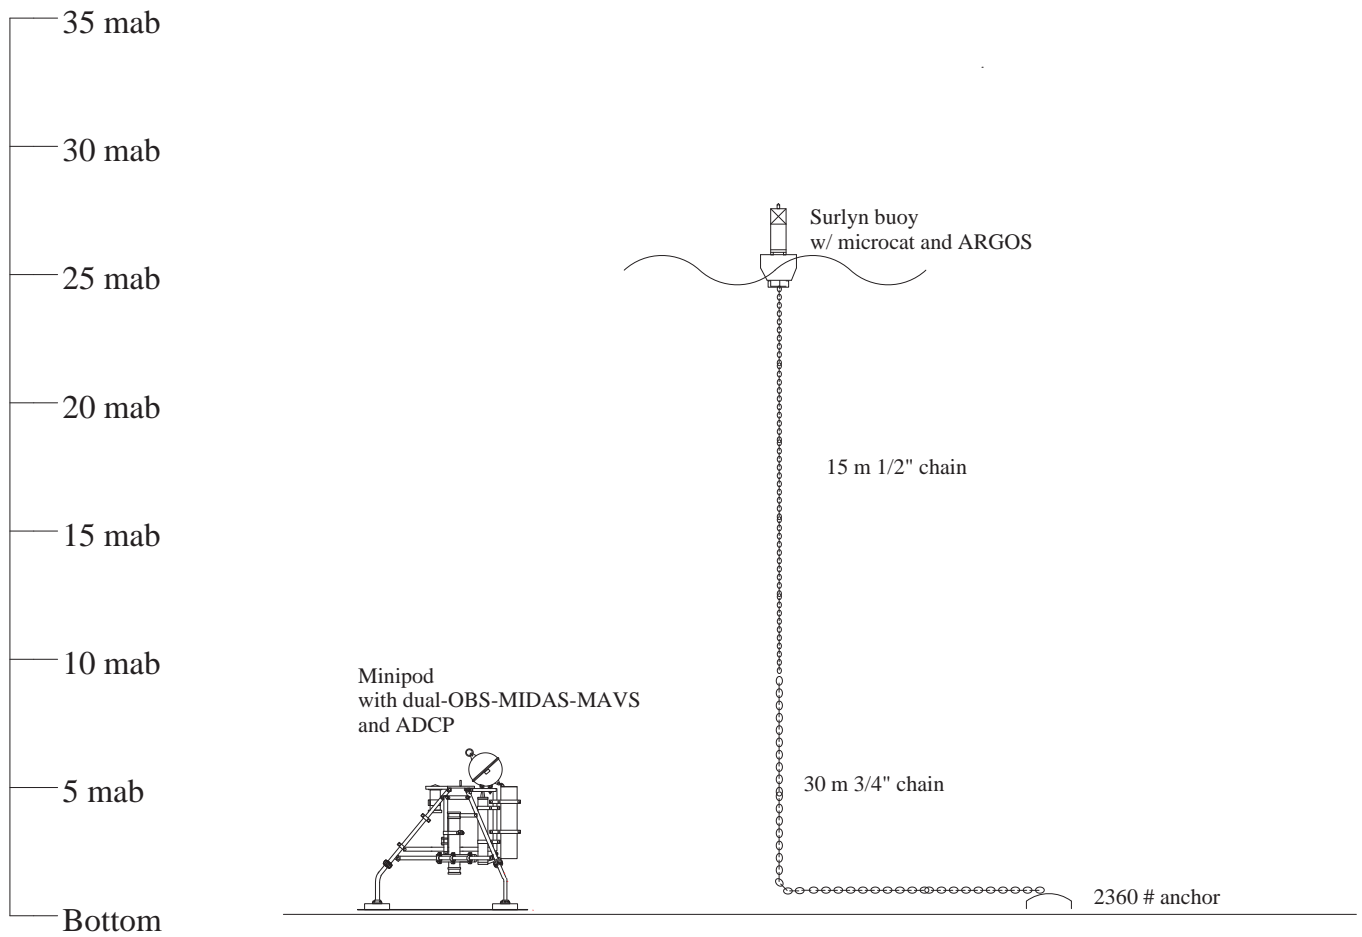 35 mab
30 mab
Surlyn buoy
w/ microcat and ARGOS
25 mab
20 mab
15 m 1/2" chain
15 mab
10 mab
Minipod
with dual-OBS-MIDAS-MAVS
and ADCP
30 m 3/4" chain
5 mab
2360 # anchor
Bottom